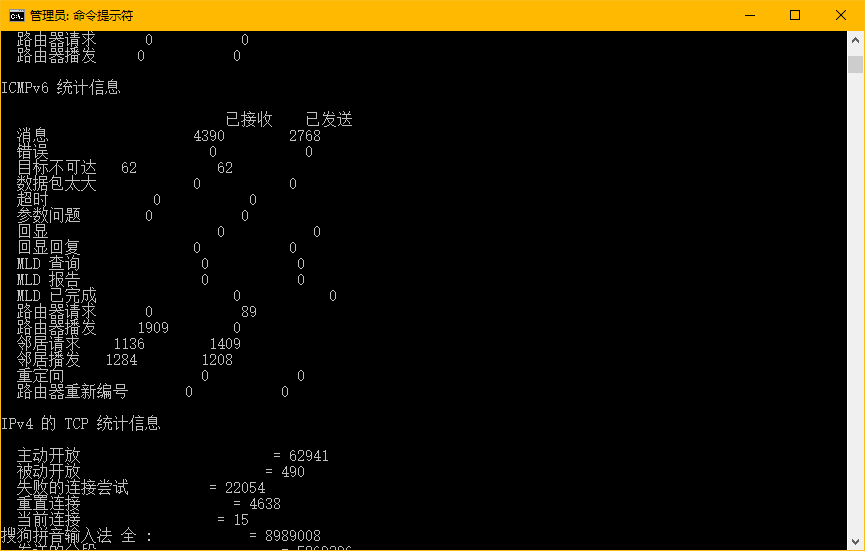 管理员: 命令提示符
路由器请求 0 0
路由器播发 0 0
ICMPv6 统计信息
已接收 已发送
消息 4390 2768
错误 0 0
目标不可达 62 62
数据包太大 0 0
超时 0 0
参数问题 0 0
回显 0 0
回显回复 0 0
MLD 查询 0 0
MLD 报告 0 0
MLD 已完成 0 0
路由器请求 0 89
路由器播发 1909 0
邻居请求 1136 1409
邻居播发 1284 1208
重定向 0 0
路由器重新编号 0 0
IPv4 的 TCP 统计信息
主动开放 = 62941
被动开放 = 490
失败的连接尝试 = 22054
重置连接 = 4638
当前连接 = 15
搜狗拼音输入法 全 : = 8989008